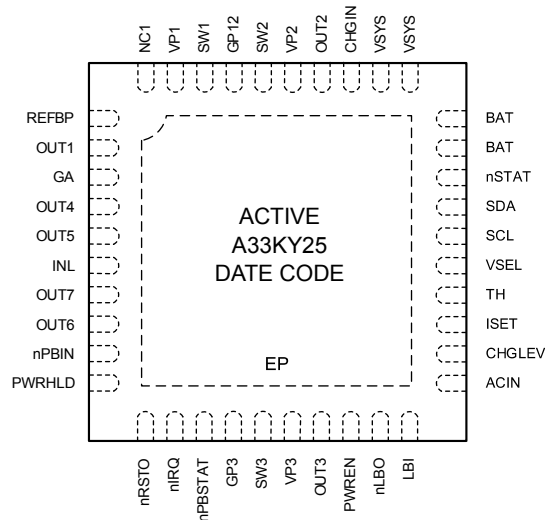 NC1
VP1
SW1
GP12
SW2
VP2
OUT2
CHGIN
VSYS
VSYS
REFBP
OUT1
GA
OUT4
OUT5
INL
OUT7
OUT6
nPBIN
PWRHLD
ACTIVE
A33KY25
DATE CODE
EP
BAT
BAT
nSTAT
SDA
SCL
VSEL
TH
ISET
CHGLEV
ACIN
nRSTO
nIRQ
nPBSTAT
GP3
SW3
VP3
OUT3
PWREN
nLBO
LBI